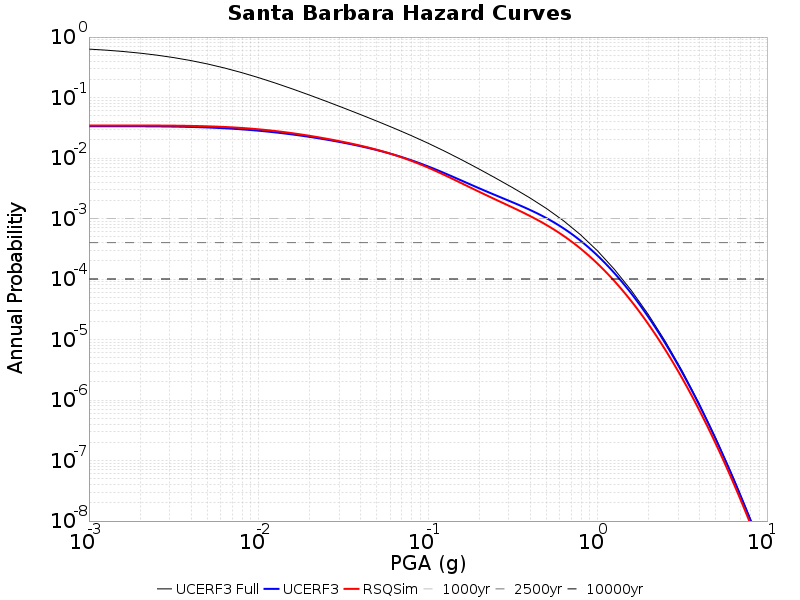 Santa Barbara Hazard Curves
Annual Probabilitiy
10^0
10^-1
10^-2
10^-3
10^-4
10^-5
10^-6
10^-7
10^-8
10^-3 10^-2 10^-1 10^0 10^1
PGA (g)
UCERF3 Full UCERF3 RSQSim 1000yr 2500yr 10000yr